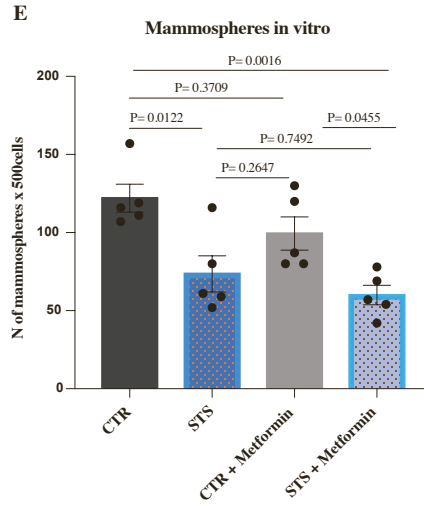 E
Mammospheres in vitro
P= 0.0016
P= 0.3709
P= 0.0122
P= 0.0455
P= 0.7492
P= 0.2647
N of mammospheres x 500cells
200
150
100
50
0
CTR
STS
CTR + Metformin
STS + Metformin